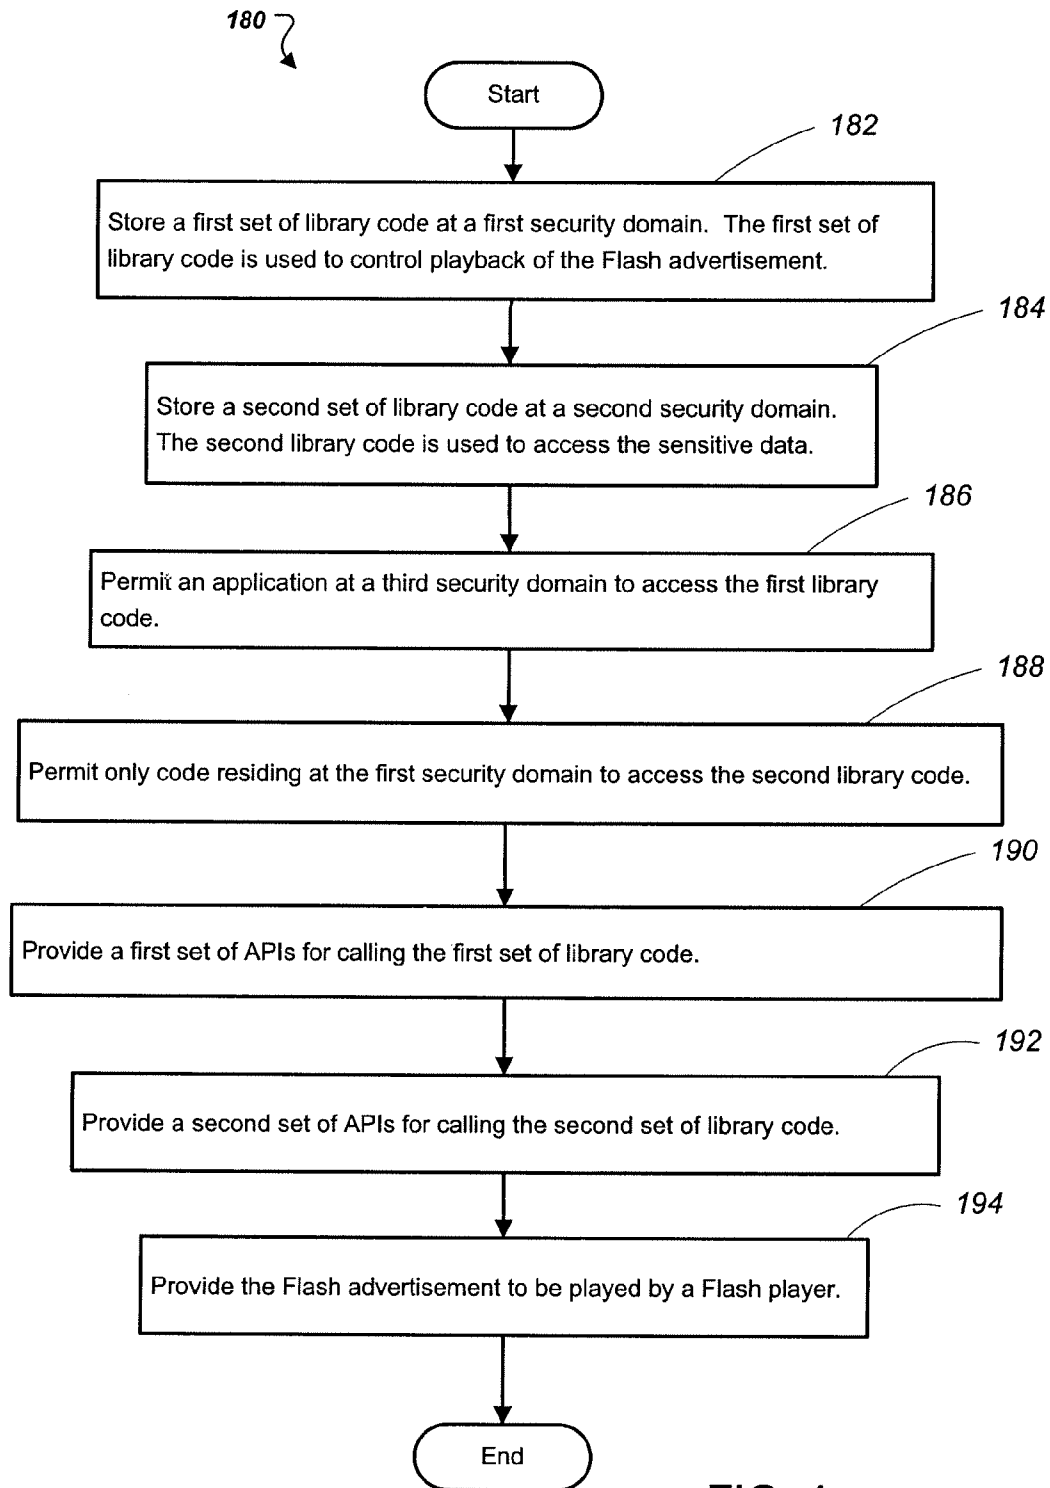 180
Start
182
Store a first set of library code at a first security domain. The first set of
library code is used to control playback of the Flash advertisement.
184
Store a second set of library code at a second security domain.
The second library code is used to access the sensitive data.
186
Permit an application at a third security domain to access the first library
code.
188
Permit only code residing at the first security domain to access the second library code.
190
Provide a first set of APIs for calling the first set of library code.
192
Provide a second set of APIs for calling the second set of library code.
194
Provide the Flash advertisement to be played by a Flash player.
End